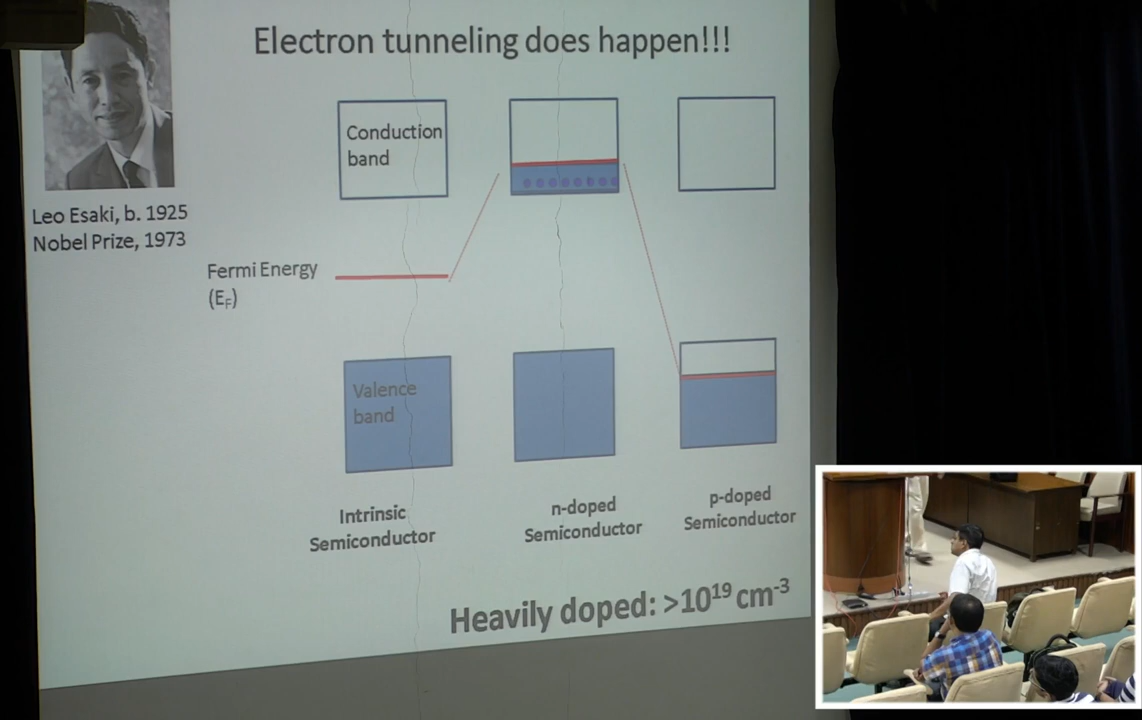 Electron tunneling does happen!!!
Conduction
band
Leo Esaki, b. 1925
Nobel Prize, 1973
Fermi Energy
(E_F)
Valence
band
Intrinsic
Semiconductor
n-doped
Semiconductor
p-doped
Semiconductor
Heavily doped: >10¹⁹ cm⁻³